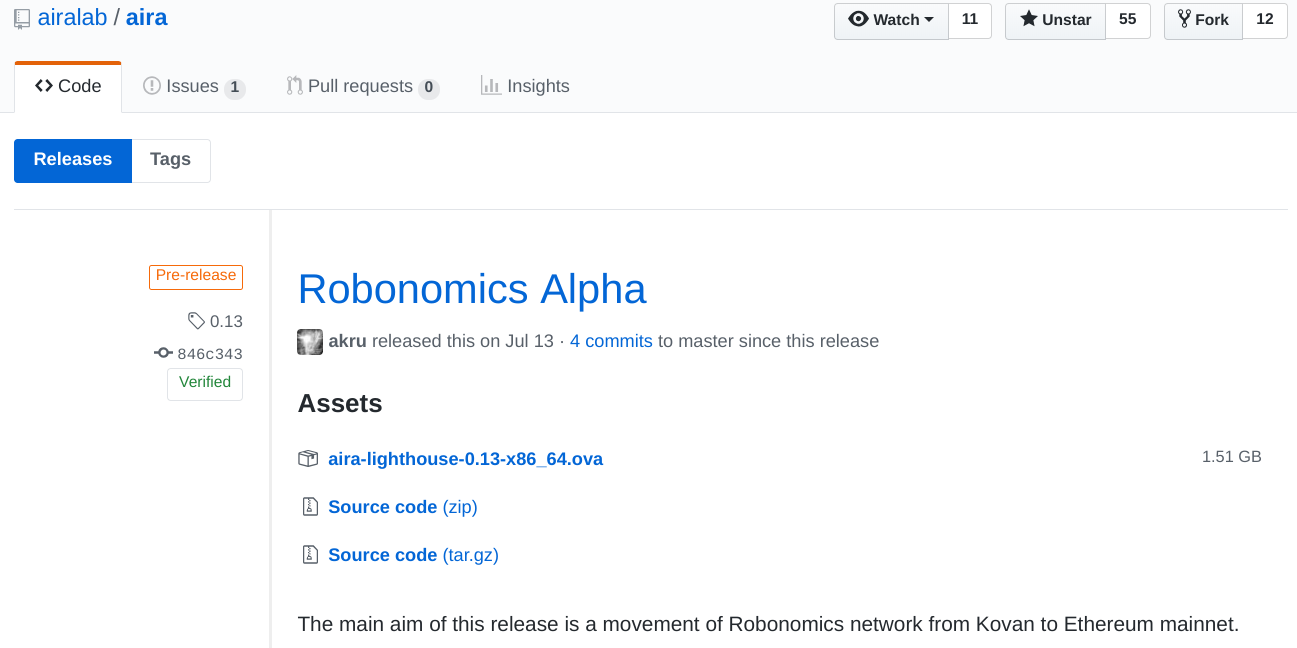 airalab / aira
Watch 11 Unstar 55 Fork 12
Code Issues 1 Pull requests 0 Insights
Releases Tags
Pre-release
0.13
846c343
Verified
Robonomics Alpha
akru released this on Jul 13 · 4 commits to master since this release
Assets
aira-lighthouse-0.13-x86_64.ova 1.51 GB
Source code (zip)
Source code (tar.gz)
The main aim of this release is a movement of Robonomics network from Kovan to Ethereum mainnet.